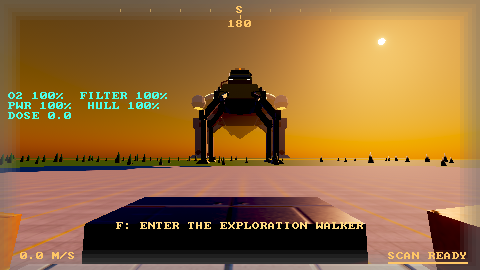 S
180
O2 100% FILTER 100%
PWR 100% HULL 100%
DOSE 0.0
F: ENTER THE EXPLORATION WALKER
0.0 M/S
SCAN READY